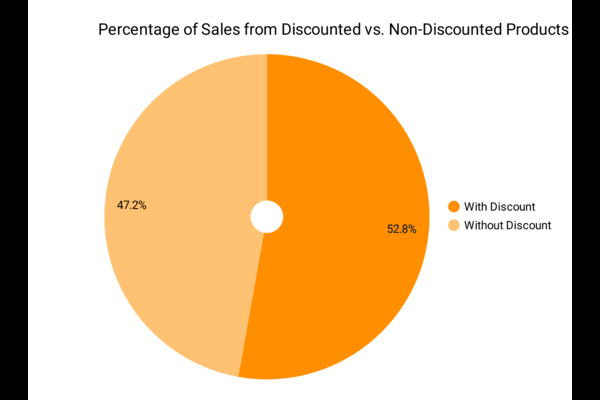 Percentage of Sales from Discounted vs. Non-Discounted Products
47.2%
52.8%
With Discount
Without Discount